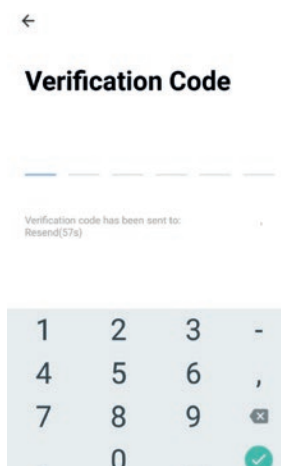 Verification Code
Verification code has been sent to:
Resend(57s)
1 2 3 -
4 5 6 ,
7 8 9
0